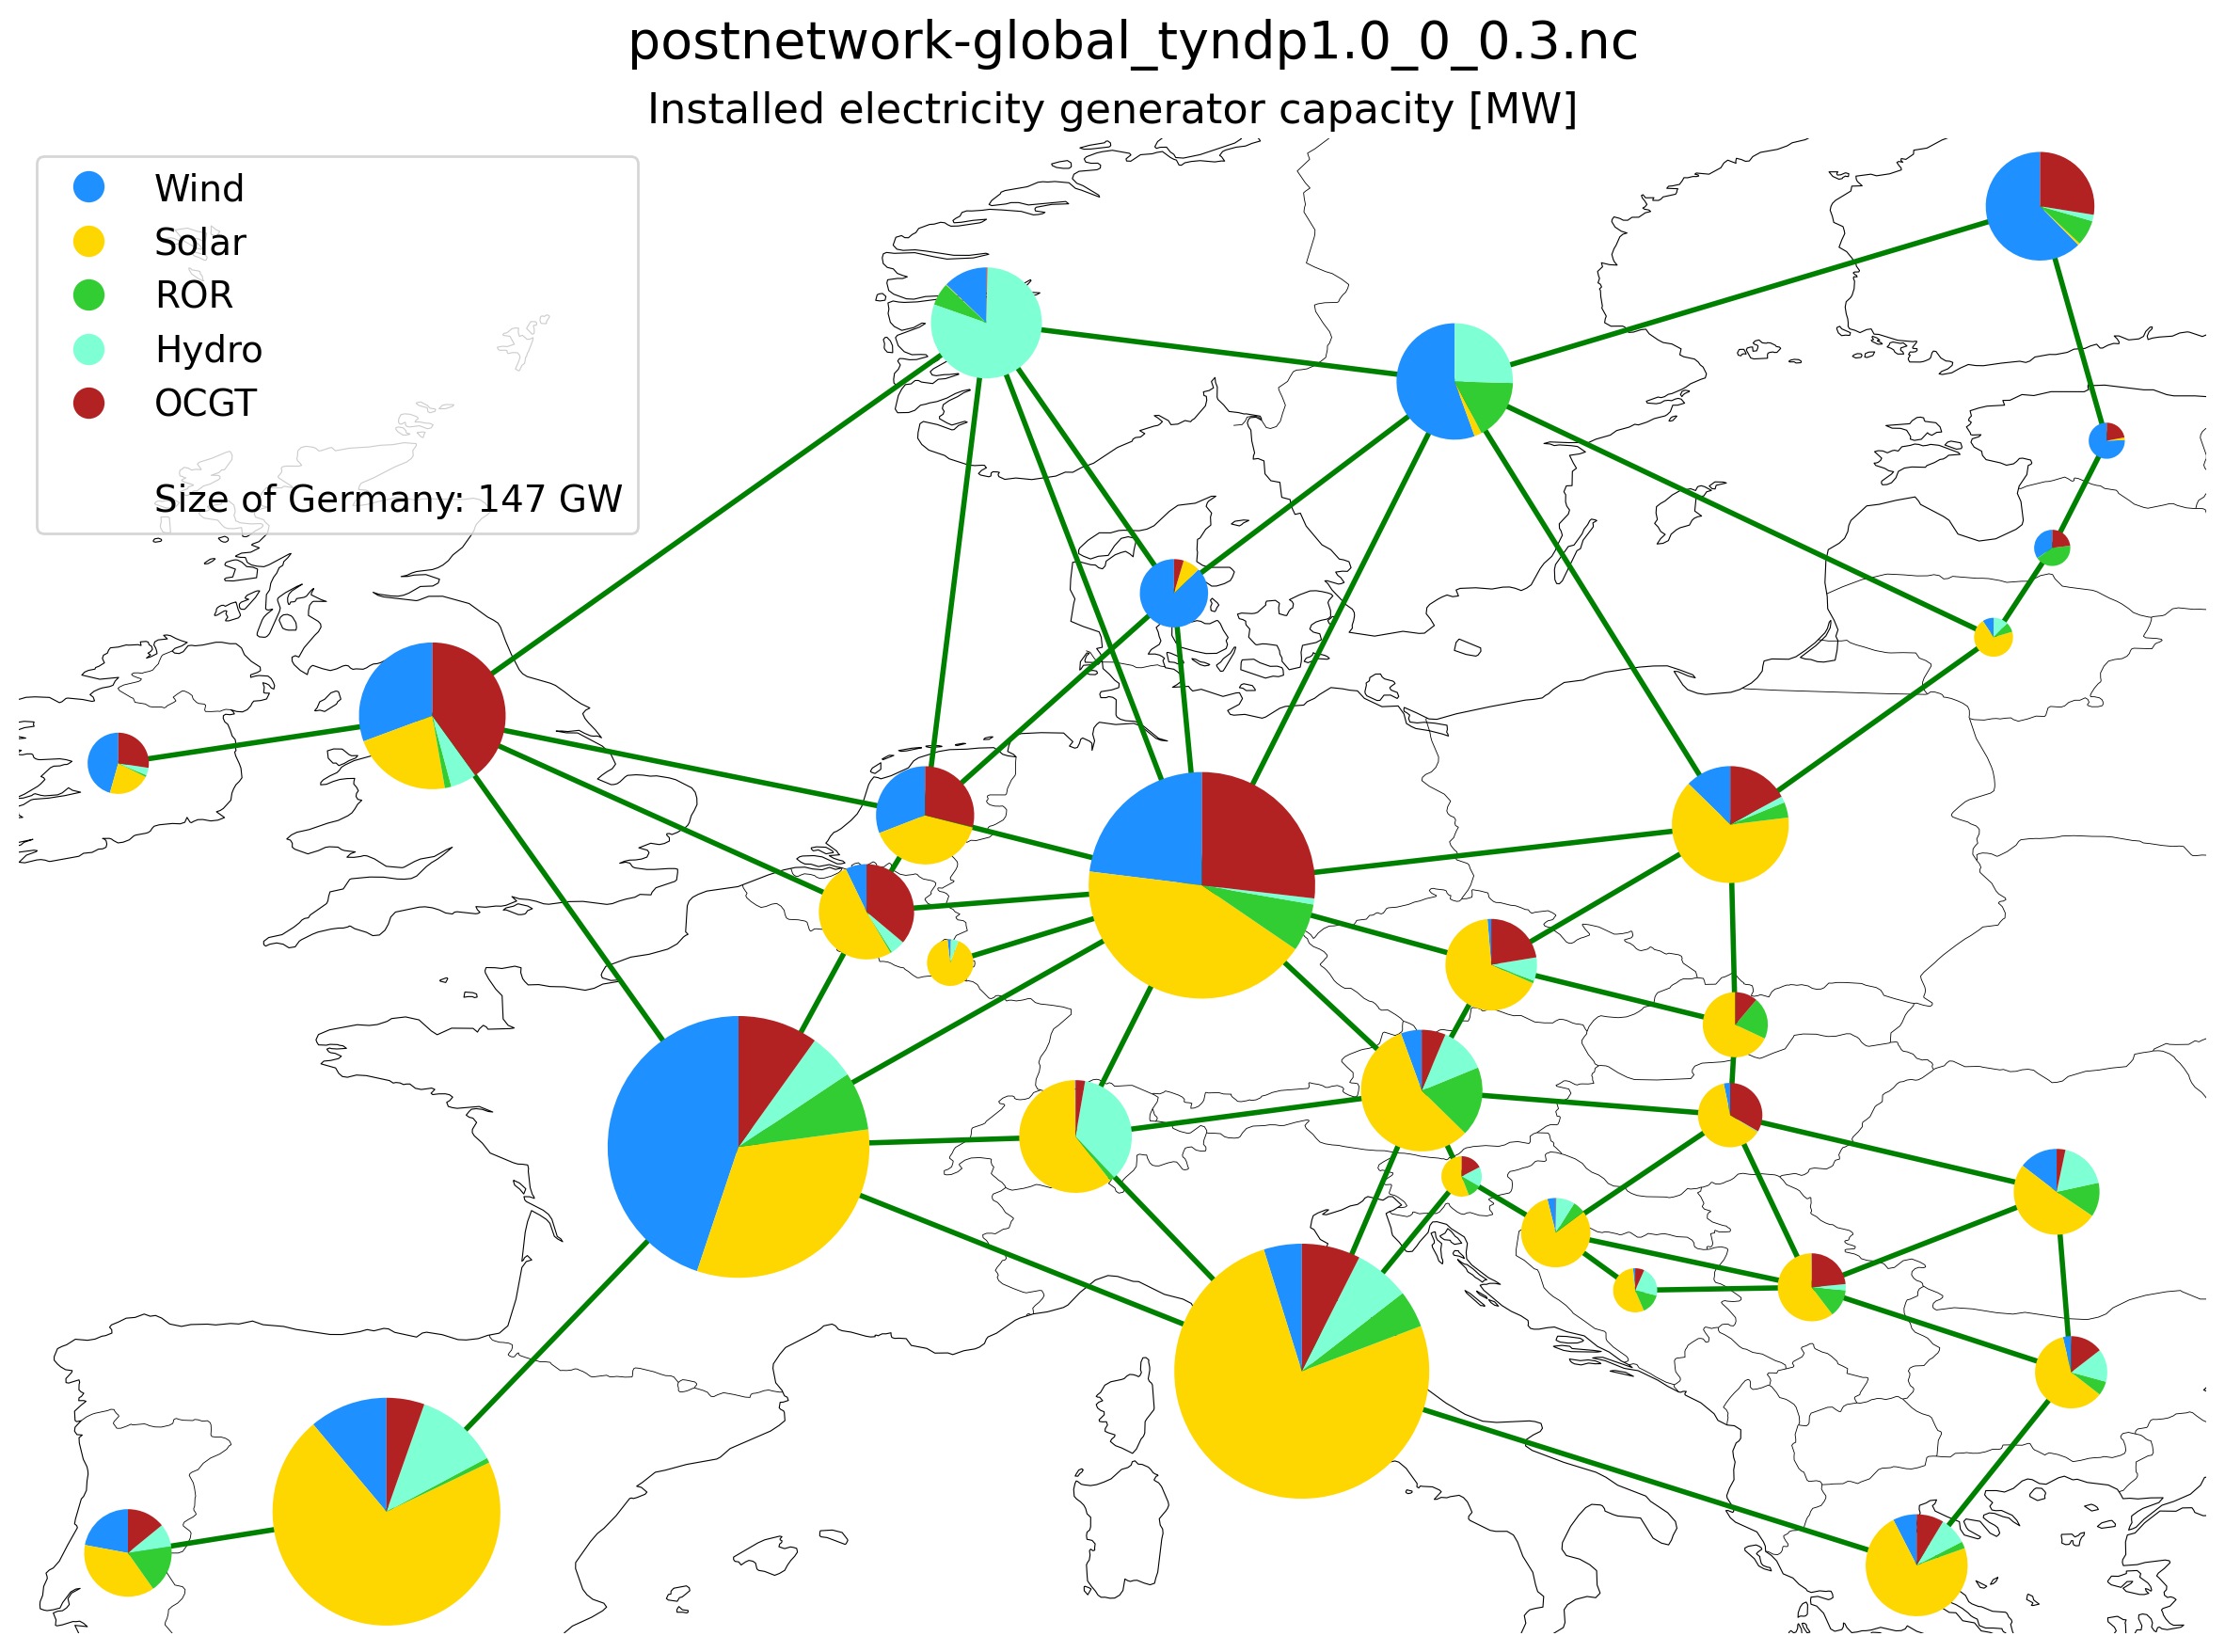 postnetwork-global_tyndp1.0_0_0.3.nc
Installed electricity generator capacity [MW]
Wind
Solar
ROR
Hydro
OCGT
Size of Germany: 147 GW